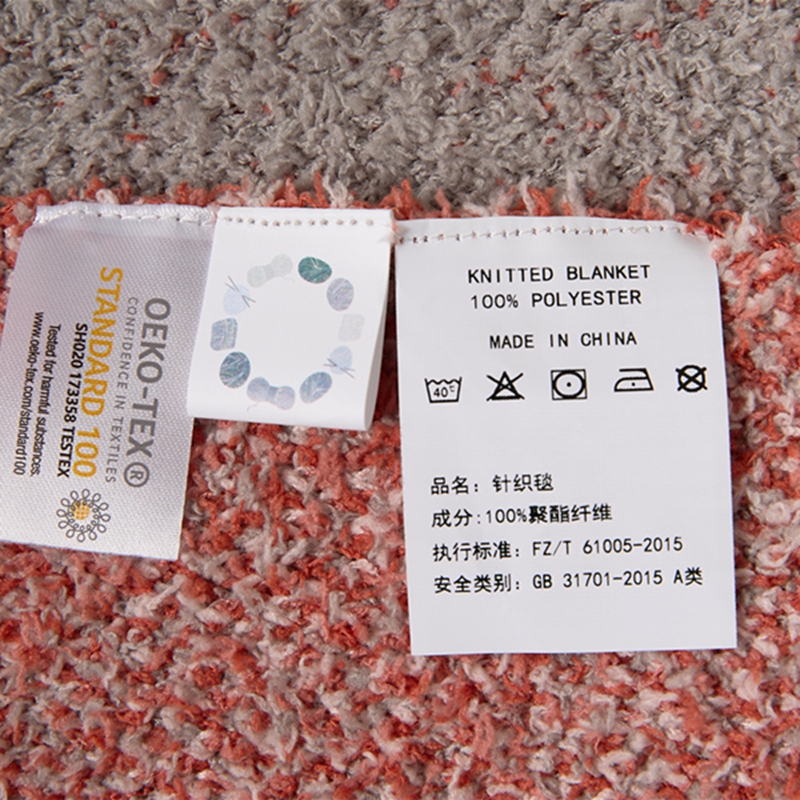 OEKO-TEX®
CONFIDENCE IN TEXTILES
STANDARD 100
SH020 173358 TESTEX
Tested for harmful substances.
www.oeko-tex.com/standard100
KNITTED BLANKET
100% POLYESTER
MADE IN CHINA
40℃
品名: 针织毯
成分:100%聚酯纤维
执行标准: FZ/T 61005-2015
安全类别: GB 31701-2015 A类